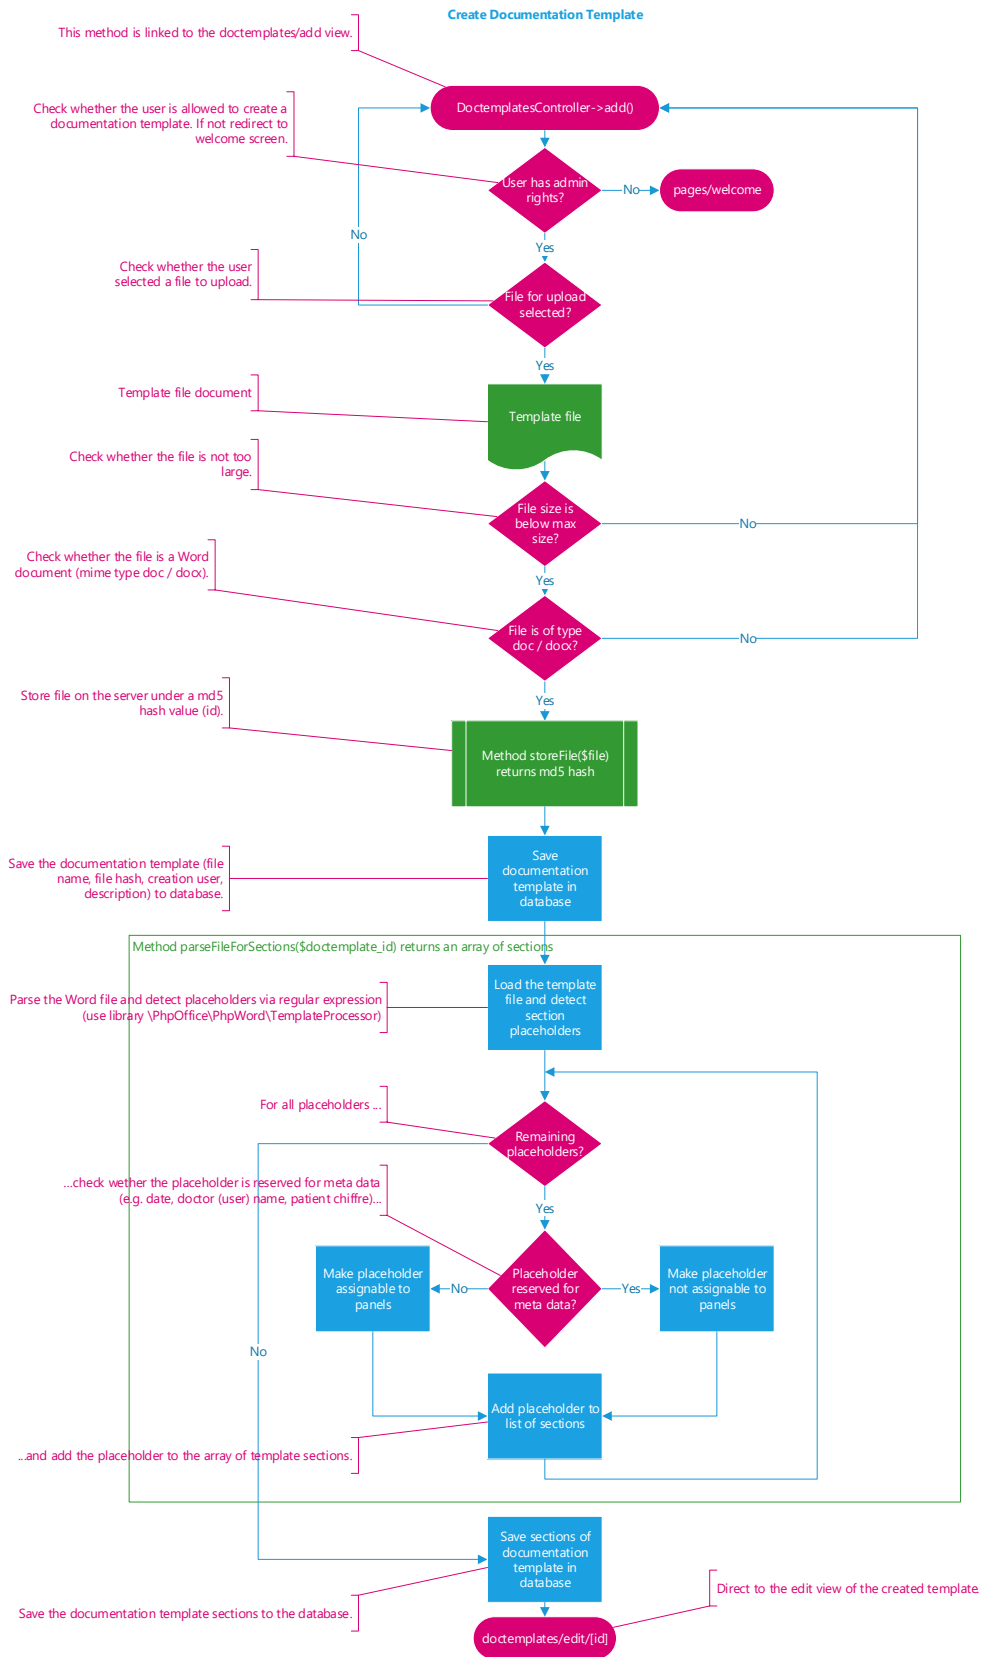 Create Documentation Template
This method is linked to the doctemplates/add view.
DoctemplatesController->add()
Check whether the user is allowed to create a
documentation template. If not redirect to
welcome screen.
User has admin
rights?
No
pages/welcome
Yes
No
Check whether the user
selected a file to upload.
File for upload
selected?
Yes
Template file document
Template file
Check whether the file is not too
large.
File size is
below max
size?
No
Yes
Check whether the file is a Word
document (mime type doc / docx).
File is of type
doc / docx?
No
Yes
Store file on the server under a md5
hash value (id).
Method storeFile($file)
returns md5 hash
Save the documentation template (file
name, file hash, creation user,
description) to database.
Save
documentation
template in
database
Method parseFileForSections($doctemplate_id) returns an array of sections
Parse the Word file and detect placeholders via regular expression
(use library \PhpOffice\PhpWord\TemplateProcessor)
Load the template
file and detect
section
placeholders
For all placeholders ...
Remaining
placeholders?
Yes
...check wether the placeholder is reserved for meta data
(e.g. date, doctor (user) name, patient chiffre)...
Make placeholder
assignable to
panels
No
Placeholder
reserved for
meta data?
Yes
Make placeholder
not assignable to
panels
No
Add placeholder to
list of sections
...and add the placeholder to the array of template sections.
Save sections of
documentation
template in
database
Save the documentation template sections to the database.
Direct to the edit view of the created template.
doctemplates/edit/[id]